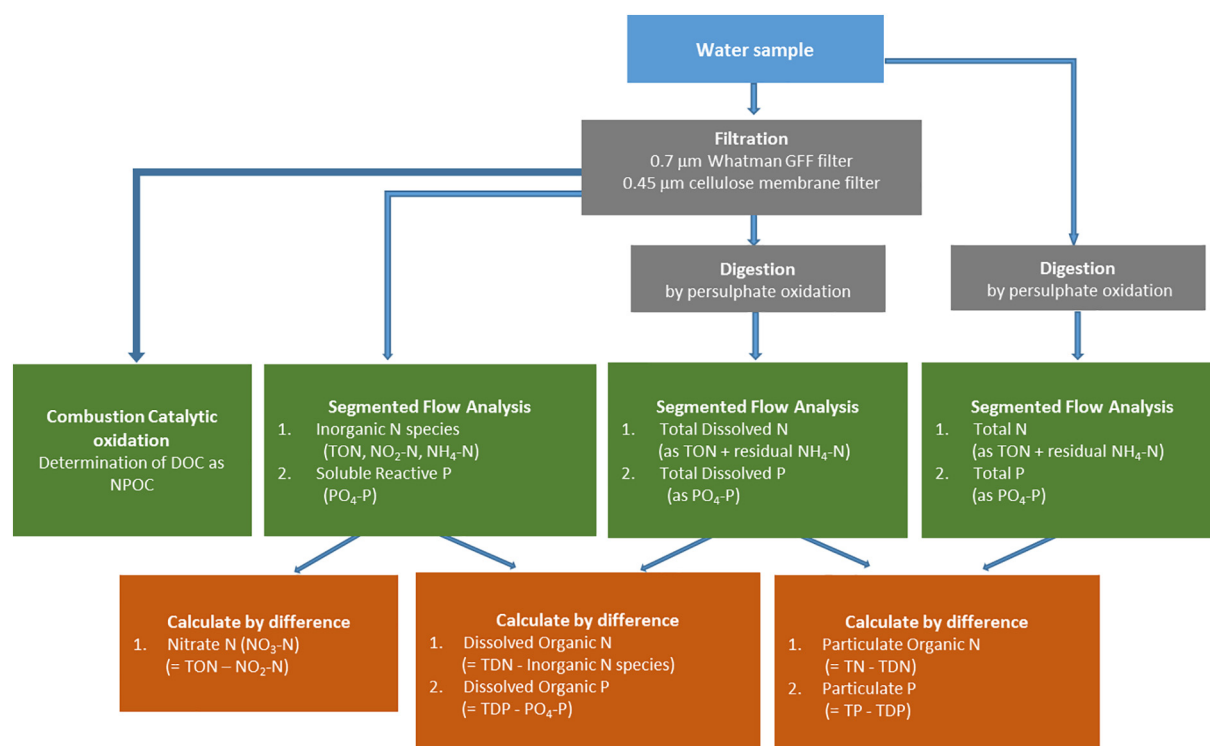 Water sample
Filtration
0.7 µm Whatman GFF filter
0.45 µm cellulose membrane filter
Digestion
by persulphate oxidation
Digestion
by persulphate oxidation
Combustion Catalytic
oxidation
Determination of DOC as
NPOC
Segmented Flow Analysis
1. Inorganic N species
(TON, NO₂-N, NH₄-N)
2. Soluble Reactive P
(PO₄-P)
Segmented Flow Analysis
1. Total Dissolved N
(as TON + residual NH₄-N)
2. Total Dissolved P
(as PO₄-P)
Segmented Flow Analysis
1. Total N
(as TON + residual NH₄-N)
2. Total P
(as PO₄-P)
Calculate by difference
1. Nitrate N (NO₃-N)
(= TON – NO₂-N)
Calculate by difference
1. Dissolved Organic N
(= TDN - Inorganic N species)
2. Dissolved Organic P
(= TDP - PO₄-P)
Calculate by difference
1. Particulate Organic N
(= TN - TDN)
2. Particulate P
(= TP - TDP)